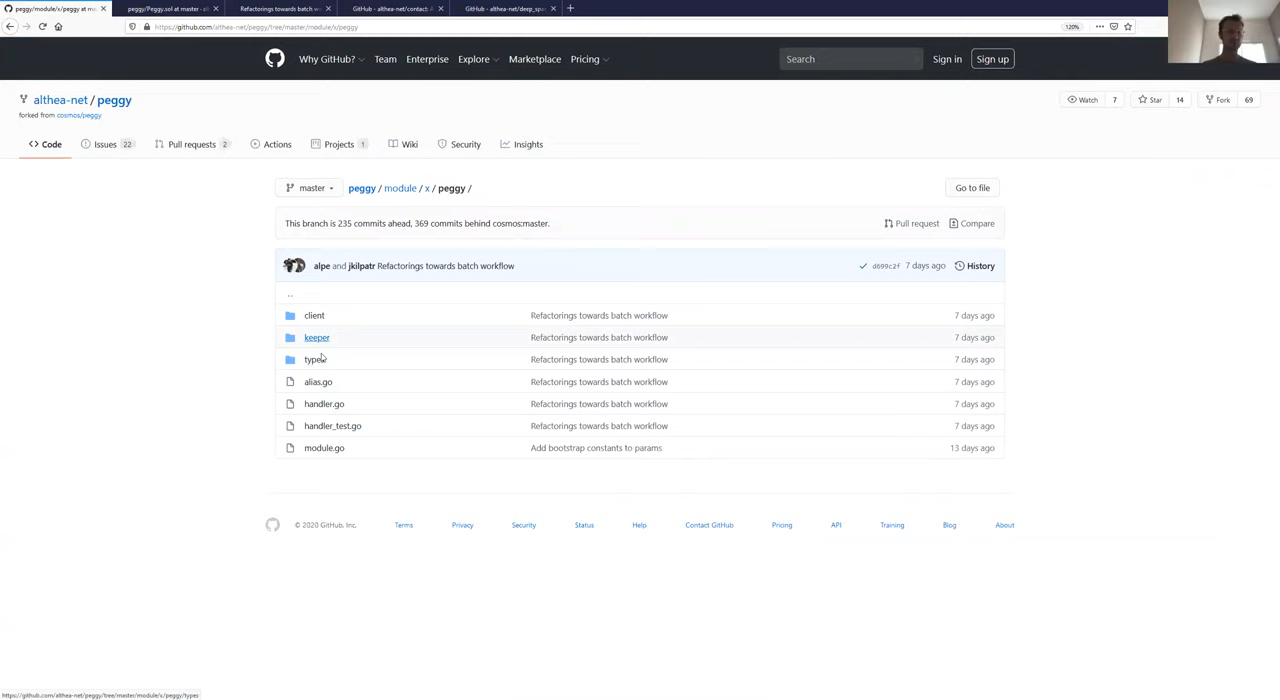 peggy/module/x/peggy at ma
peggy/Peggy.sol at master · al
Refactorings towards batch w
GitHub - althea-net/contact: A
GitHub - althea-net/deep_spa
https://github.com/althea-net/peggy/tree/master/module/x/peggy
120%
Why GitHub?
Team
Enterprise
Explore
Marketplace
Pricing
Search
Sign in
Sign up
althea-net / peggy
forked from cosmos/peggy
Watch 7
Star 14
Fork 69
Code
Issues 22
Pull requests 2
Actions
Projects 1
Wiki
Security
Insights
master
peggy / module / x / peggy /
Go to file
This branch is 235 commits ahead, 369 commits behind cosmos:master.
Pull request
Compare
alpe and jkilpatr Refactorings towards batch workflow
d699c2f 7 days ago
History
..
client Refactorings towards batch workflow 7 days ago
keeper Refactorings towards batch workflow 7 days ago
types Refactorings towards batch workflow 7 days ago
alias.go Refactorings towards batch workflow 7 days ago
handler.go Refactorings towards batch workflow 7 days ago
handler_test.go Refactorings towards batch workflow 7 days ago
module.go Add bootstrap constants to params 13 days ago
© 2020 GitHub, Inc.
Terms
Privacy
Security
Status
Help
Contact GitHub
Pricing
API
Training
Blog
About
https://github.com/althea-net/peggy/tree/master/module/x/peggy/types